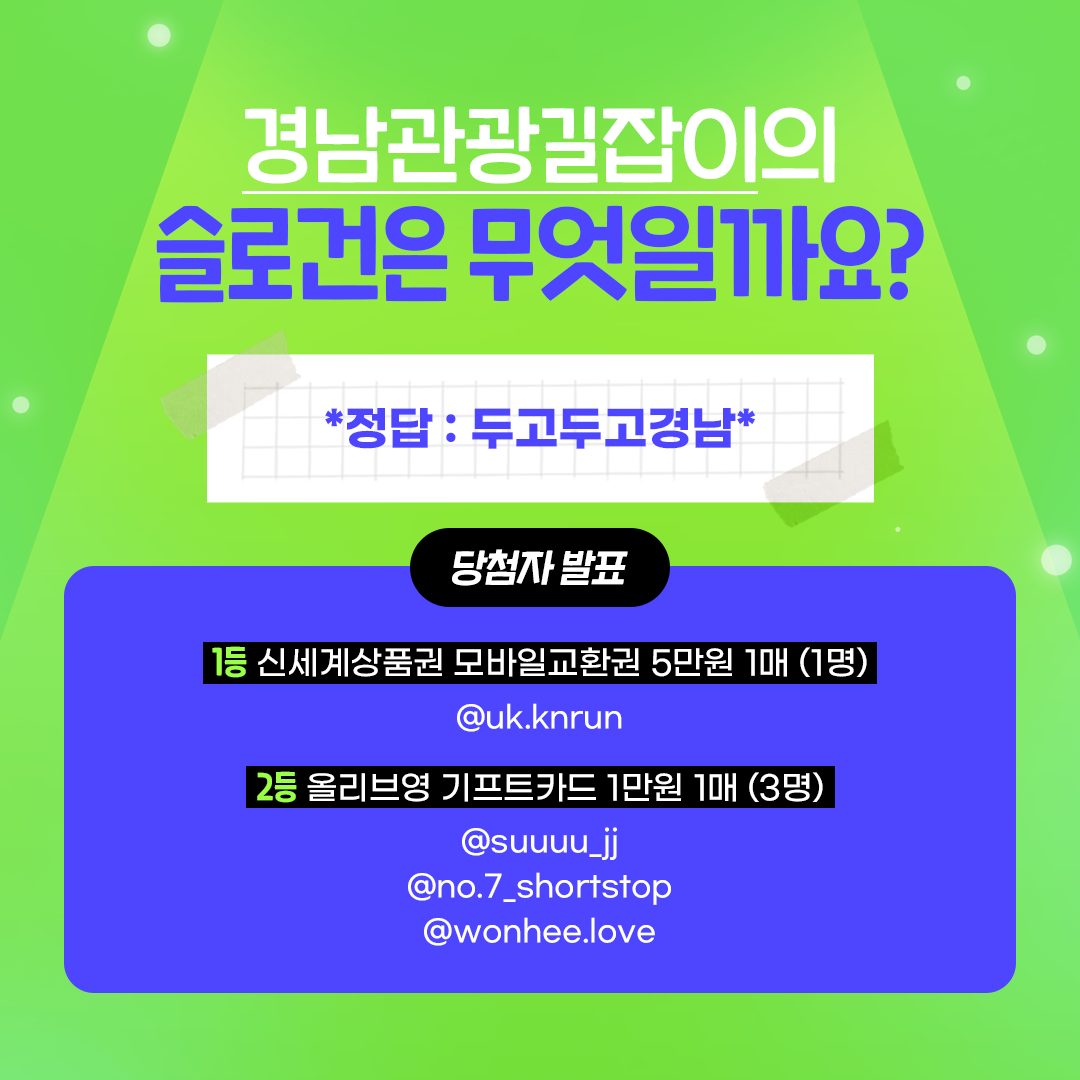 경남관광길잡이의
슬로건은 무엇일까요?
*정답 : 두고두고경남*
당첨자 발표
1등 신세계상품권 모바일교환권 5만원 1매 (1명)
@uk.knrun
2등 올리브영 기프트카드 1만원 1매 (3명)
@suuuu_jj
@no.7_shortstop
@wonhee.love